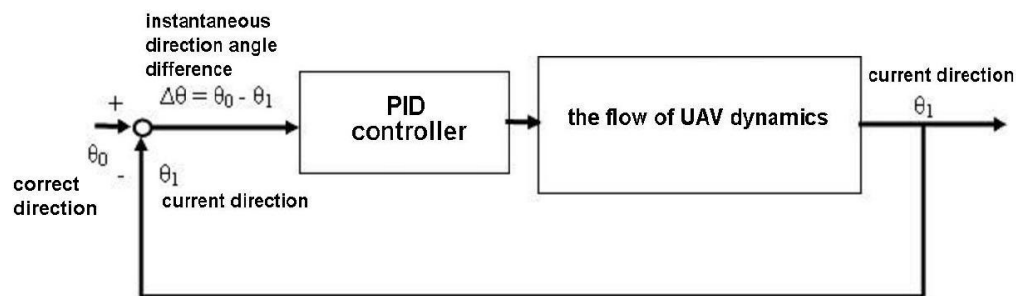 instantaneous
direction angle
difference
Δθ = θ₀ - θ₁
+
θ₀
-
correct
direction
θ₁
current direction
PID
controller
the flow of UAV dynamics
current direction
θ₁